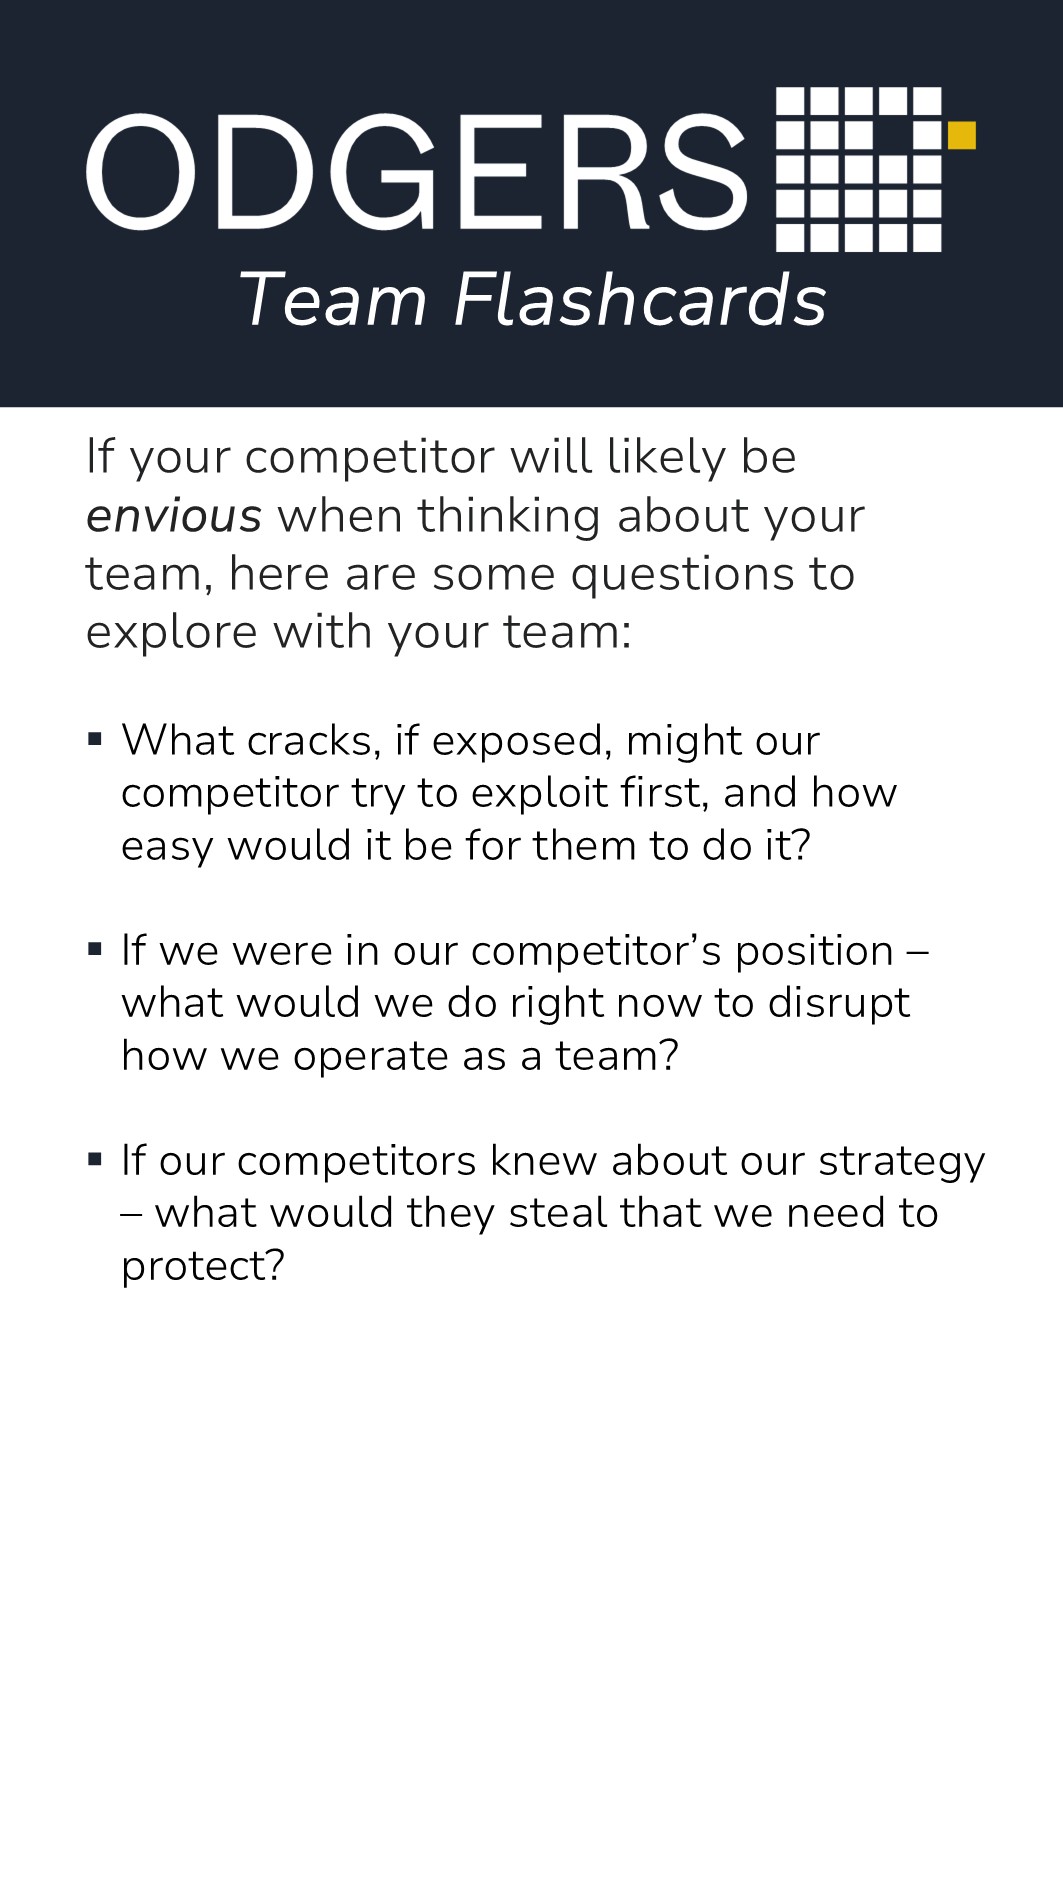 ODGERS
Team Flashcards
If your competitor will likely be
envious when thinking about your
team, here are some questions to
explore with your team:
▪ What cracks, if exposed, might our
competitor try to exploit first, and how
easy would it be for them to do it?
▪ If we were in our competitor’s position –
what would we do right now to disrupt
how we operate as a team?
▪ If our competitors knew about our strategy
– what would they steal that we need to
protect?